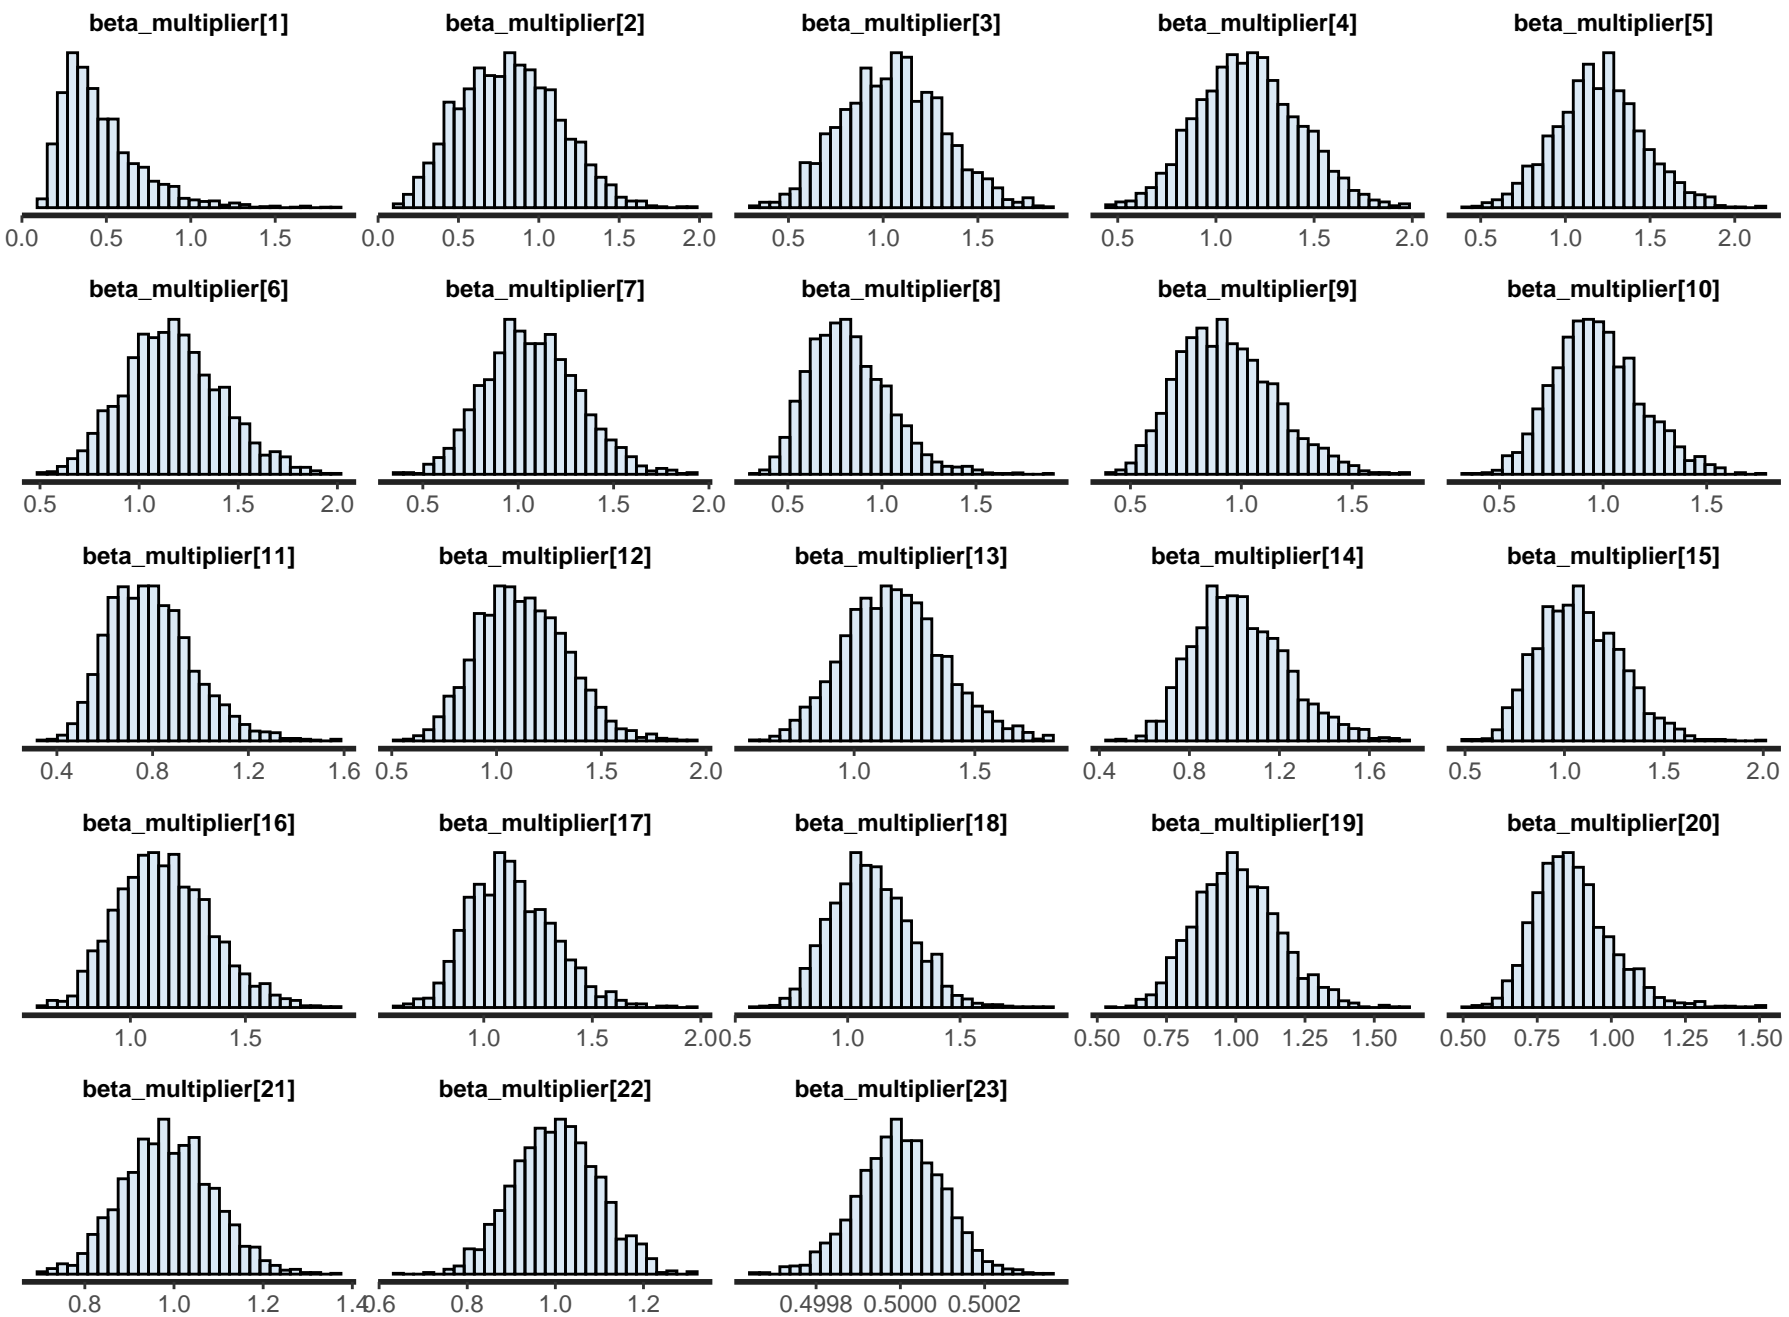 beta_multiplier[1] beta_multiplier[2] beta_multiplier[3] beta_multiplier[4] beta_multiplier[5]
0.0 0.5 1.0 1.5 0.0 0.5 1.0 1.5 2.0 0.5 1.0 1.5 0.5 1.0 1.5 2.0 0.5 1.0 1.5 2.0
beta_multiplier[6] beta_multiplier[7] beta_multiplier[8] beta_multiplier[9] beta_multiplier[10]
0.5 1.0 1.5 2.0 0.5 1.0 1.5 2.0 0.5 1.0 1.5 0.5 1.0 1.5 0.5 1.0 1.5
beta_multiplier[11] beta_multiplier[12] beta_multiplier[13] beta_multiplier[14] beta_multiplier[15]
0.4 0.8 1.2 1.6 0.5 1.0 1.5 2.0 1.0 1.5 0.4 0.8 1.2 1.6 0.5 1.0 1.5 2.0
beta_multiplier[16] beta_multiplier[17] beta_multiplier[18] beta_multiplier[19] beta_multiplier[20]
1.0 1.5 1.0 1.5 2.0 0.5 1.0 1.5 0.50 0.75 1.00 1.25 1.50 0.50 0.75 1.00 1.25 1.50
beta_multiplier[21] beta_multiplier[22] beta_multiplier[23]
0.8 1.0 1.2 1.4 0.6 0.8 1.0 1.2 0.4998 0.5000 0.5002